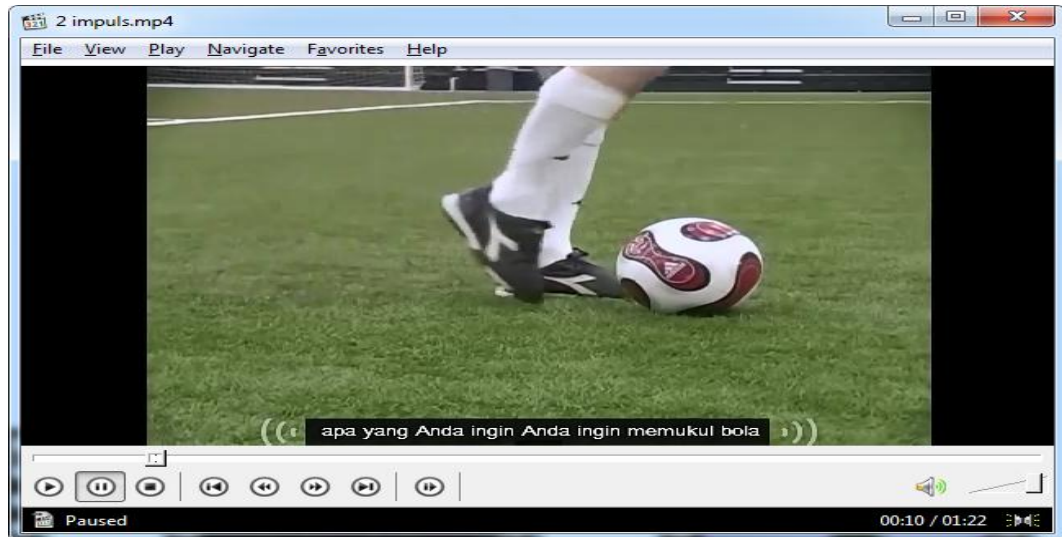 2 impuls.mp4
File View Play Navigate Favorites Help
apa yang Anda ingin Anda ingin memukul bola
Paused
00:10 / 01:22